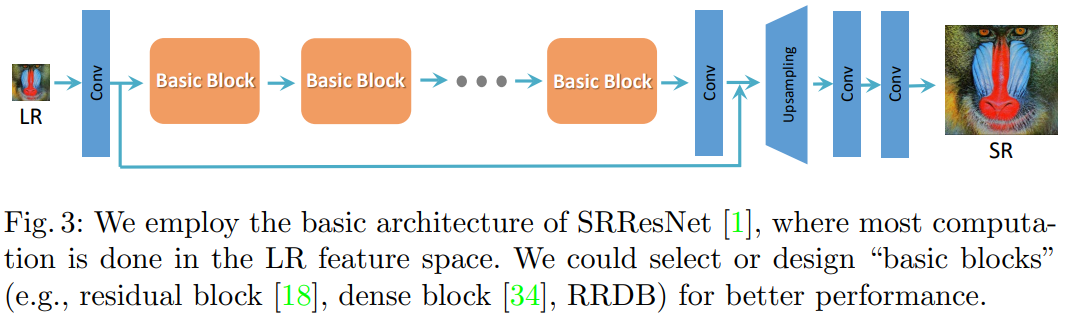 LR
Conv
Basic Block
Basic Block
Basic Block
Conv
Upsampling
Conv
Conv
SR
Fig. 3: We employ the basic architecture of SRResNet [1], where most computa-
tion is done in the LR feature space. We could select or design “basic blocks”
(e.g., residual block [18], dense block [34], RRDB) for better performance.